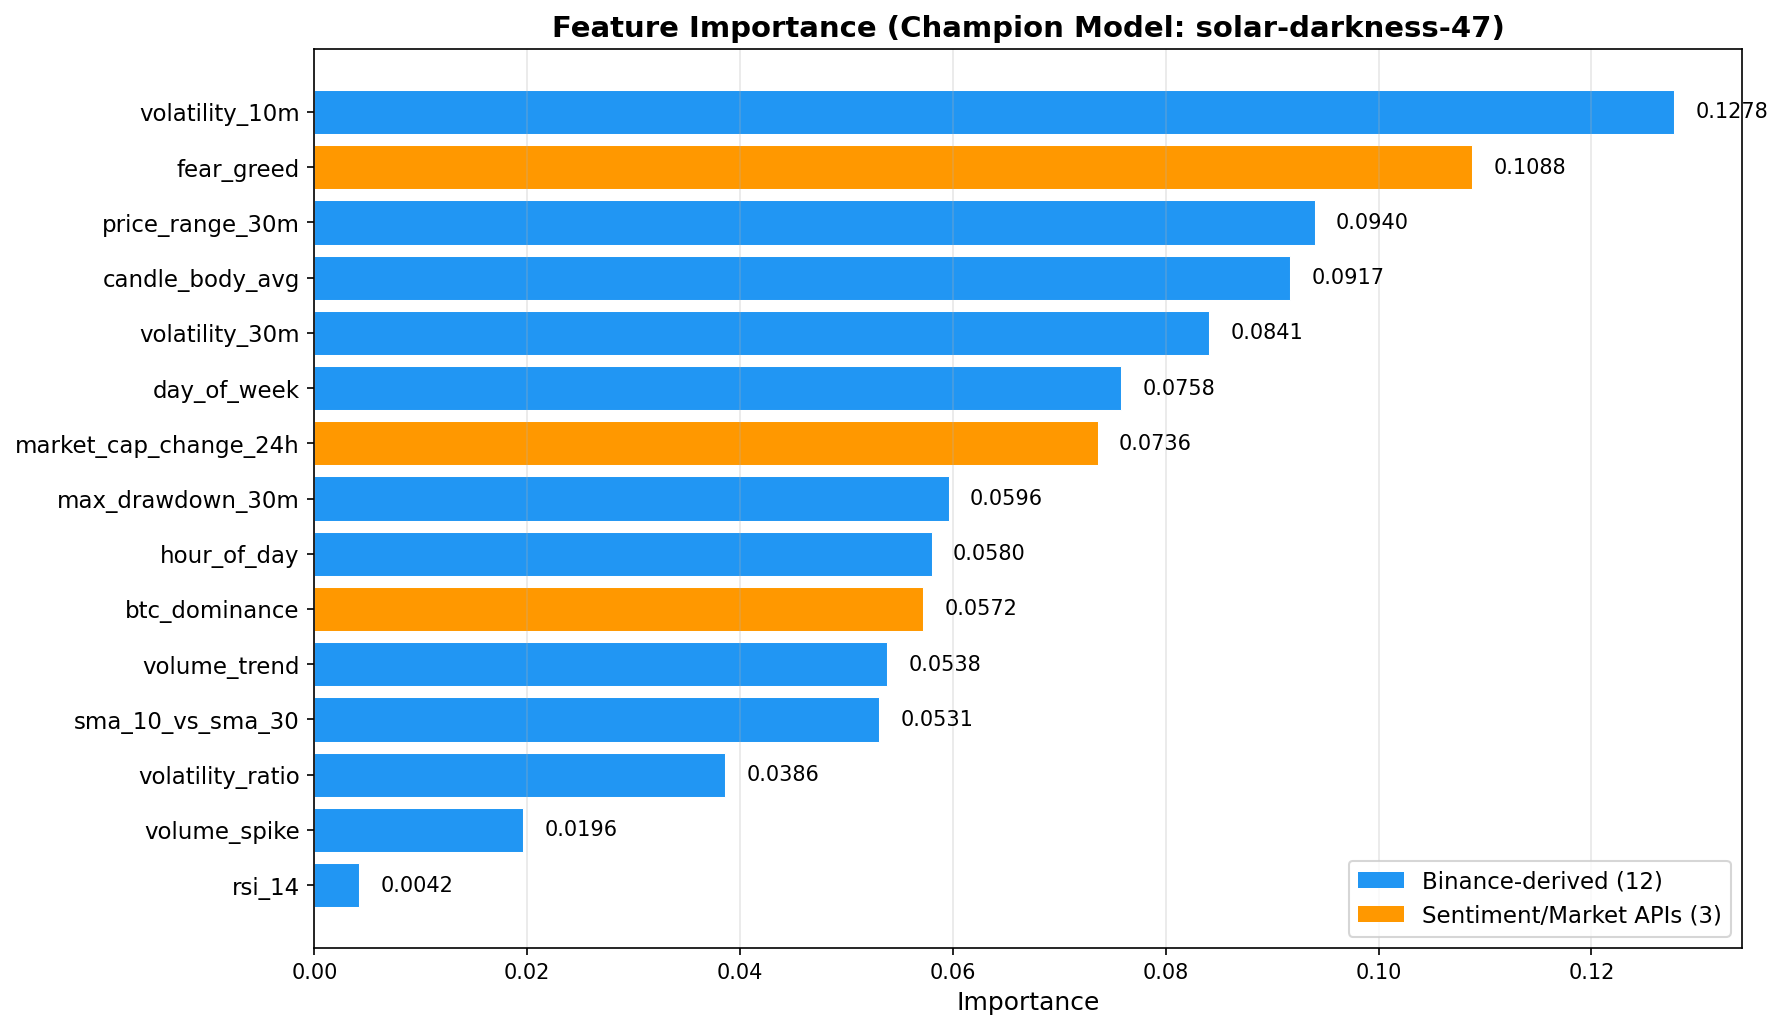 Feature Importance (Champion Model: solar-darkness-47)
volatility_10m 0.1278
fear_greed 0.1088
price_range_30m 0.0940
candle_body_avg 0.0917
volatility_30m 0.0841
day_of_week 0.0758
market_cap_change_24h 0.0736
max_drawdown_30m 0.0596
hour_of_day 0.0580
btc_dominance 0.0572
volume_trend 0.0538
sma_10_vs_sma_30 0.0531
volatility_ratio 0.0386
volume_spike 0.0196
rsi_14 0.0042
Binance-derived (12)
Sentiment/Market APIs (3)
0.00 0.02 0.04 0.06 0.08 0.10 0.12
Importance